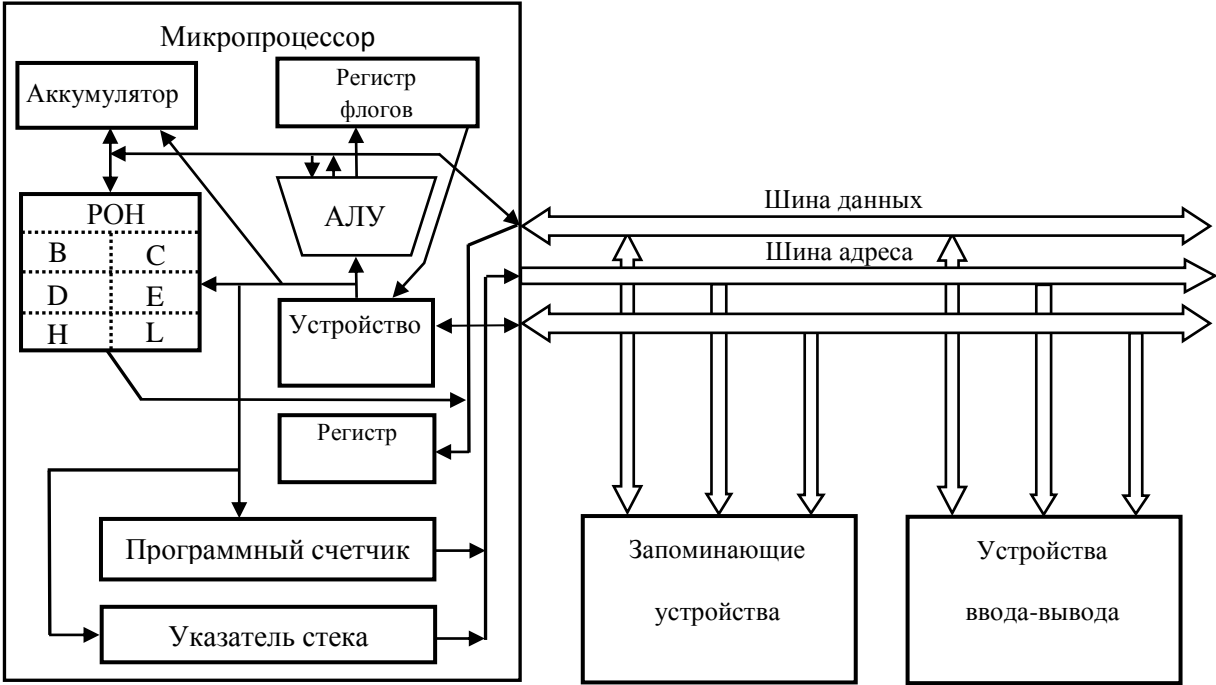 Микропроцессор
Аккумулятор
Регистр
флогов
РОН
B C
D E
H L
АЛУ
Устройство
Регистр
Программный счетчик
Указатель стека
Шина данных
Шина адреса
Запоминающие
устройства
Устройства
ввода-вывода